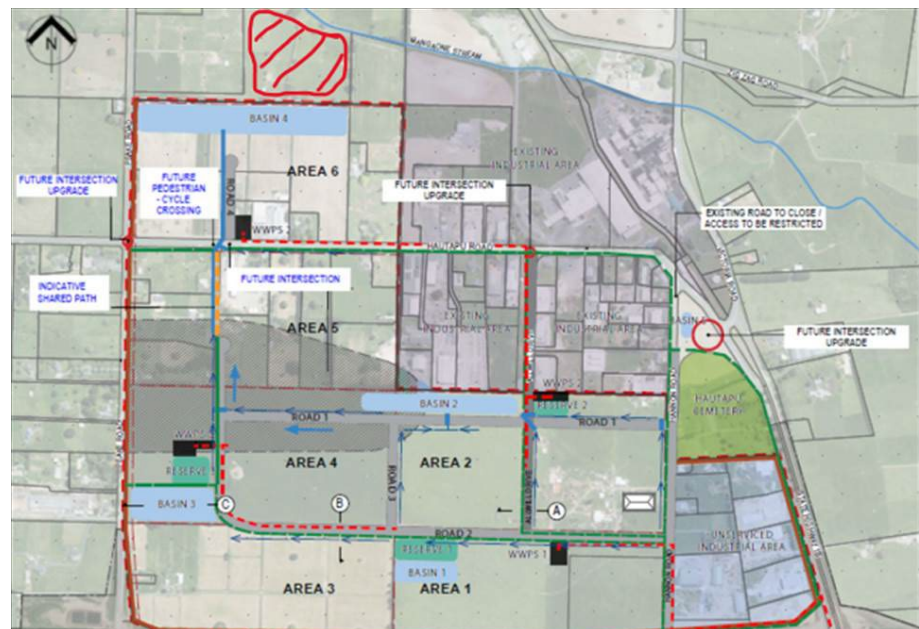 N
MANGAONE STREAM
BASIN 4
FUTURE INTERSECTION
UPGRADE
FUTURE
PEDESTRIAN
- CYCLE
CROSSING
ROAD 4
AREA 6
EXISTING
INDUSTRIAL AREA
FUTURE INTERSECTION
UPGRADE
WWPS 2
HAUTAPU ROAD
EXISTING ROAD TO CLOSE /
ACCESS TO BE RESTRICTED
INDICATIVE
SHARED PATH
FUTURE INTERSECTION
AREA 5
EXISTING
INDUSTRIAL AREA
EXISTING
INDUSTRIAL AREA
FUTURE INTERSECTION
UPGRADE
BASIN 2
WWPS 2
RESERVE 2
HAUTAPU
CEMETERY
ROAD 1
ROAD 1
WWPS
RESERVE
AREA 4
ROAD 3
AREA 2
BASIN 3
C
B
A
ROAD 2
UNSERVICED
INDUSTRIAL AREA
RESERVE 1
WWPS 1
BASIN 1
AREA 3
AREA 1